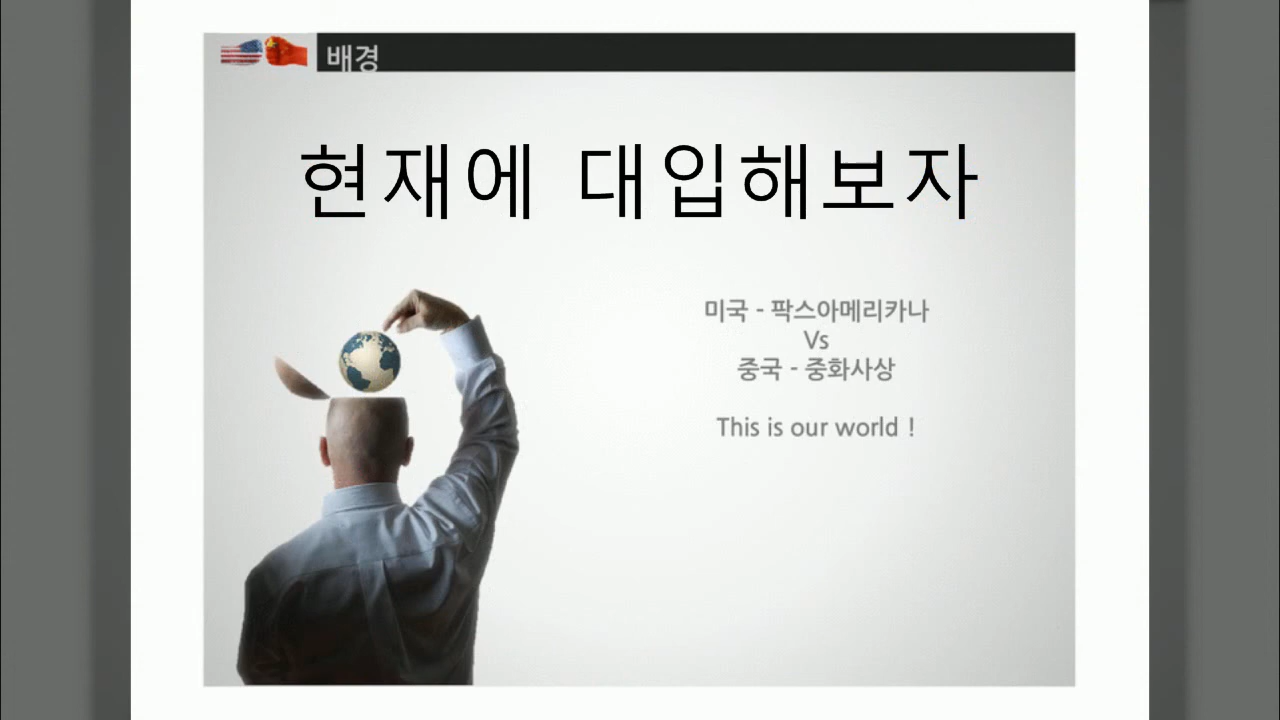 배경
현재에 대입해보자
미국 - 팍스아메리카나
Vs
중국 - 중화사상
This is our world !